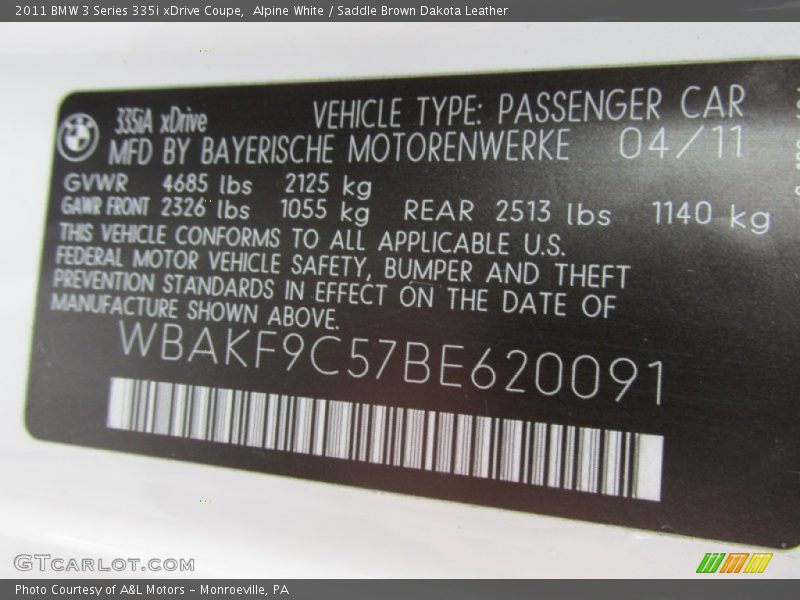 2011 BMW 3 Series 335i xDrive Coupe,  Alpine White / Saddle Brown Dakota Leather
335iA xDrive VEHICLE TYPE: PASSENGER CAR
MFD BY BAYERISCHE MOTORENWERKE 04/11
GVWR 4685 lbs 2125 kg
GAWR FRONT 2326 lbs 1055 kg REAR 2513 lbs 1140 kg
THIS VEHICLE CONFORMS TO ALL APPLICABLE U.S.
FEDERAL MOTOR VEHICLE SAFETY, BUMPER AND THEFT
PREVENTION STANDARDS IN EFFECT ON THE DATE OF
MANUFACTURE SHOWN ABOVE.
WBAKF9C57BE620091
GTCARLOT.COM
Photo Courtesy of A&L Motors - Monroeville, PA